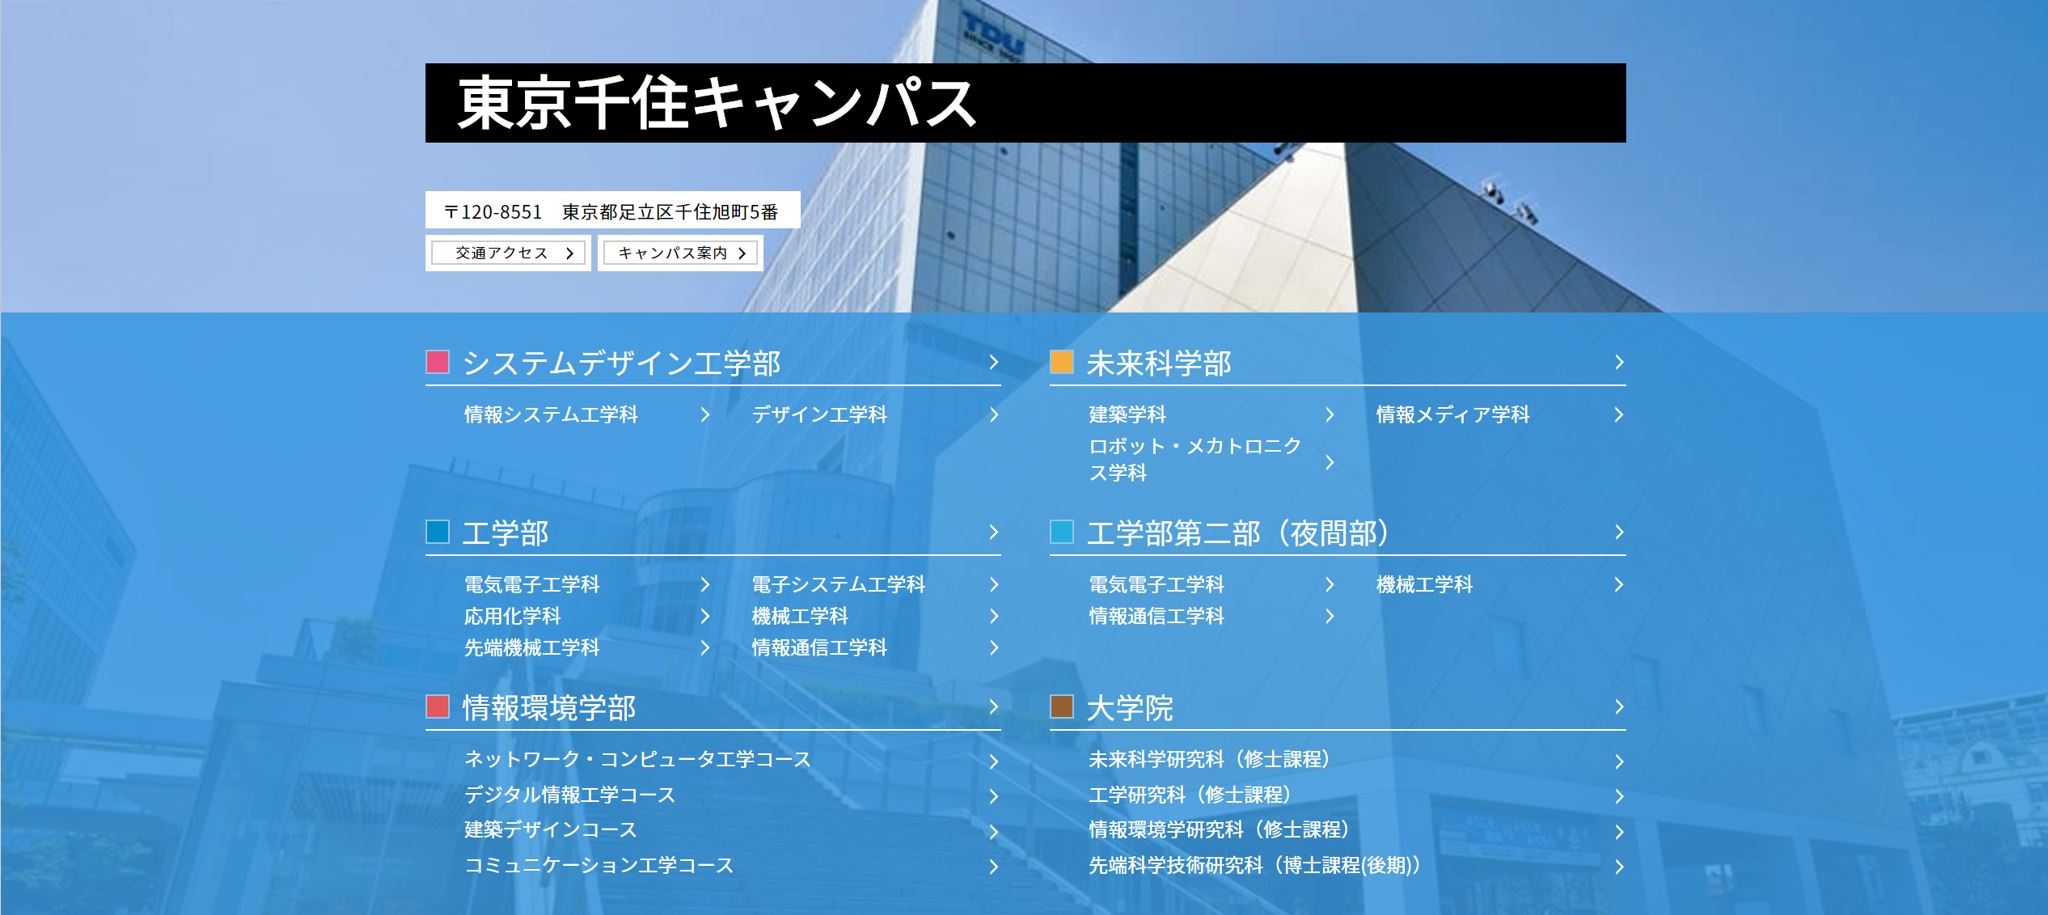 TDU
東京千住キャンパス
〒120-8551　東京都足立区千住旭町5番
交通アクセス
キャンパス案内
システムデザイン工学部
情報システム工学科
デザイン工学科
未来科学部
建築学科
情報メディア学科
ロボット・メカトロニク
ス学科
工学部
電気電子工学科
電子システム工学科
応用化学科
機械工学科
先端機械工学科
情報通信工学科
工学部第二部（夜間部）
電気電子工学科
機械工学科
情報通信工学科
情報環境学部
ネットワーク・コンピュータ工学コース
デジタル情報工学コース
建築デザインコース
コミュニケーション工学コース
大学院
未来科学研究科（修士課程）
工学研究科（修士課程）
情報環境学研究科（修士課程）
先端科学技術研究科（博士課程(後期)）